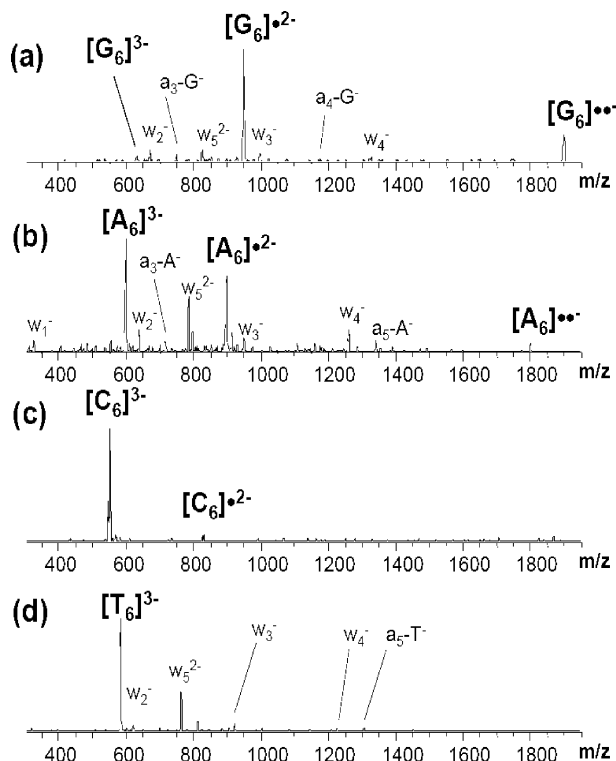 (a)
[G₆]³⁻
a₃-G⁻
w₂⁻
w₅²⁻
[G₆]•²⁻
w₃⁻
a₄-G⁻
w₄⁻
[G₆]••⁻
400 600 800 1000 1200 1400 1600 1800 m/z
(b)
w₁⁻
[A₆]³⁻
w₂⁻
a₃-A⁻
w₅²⁻
[A₆]•²⁻
w₃⁻
w₄⁻
a₅-A⁻
[A₆]••⁻
400 600 800 1000 1200 1400 1600 1800 m/z
(c)
[C₆]³⁻
[C₆]•²⁻
400 600 800 1000 1200 1400 1600 1800 m/z
(d)
[T₆]³⁻
w₂⁻
w₅²⁻
w₃⁻
w₄⁻
a₅-T⁻
400 600 800 1000 1200 1400 1600 1800 m/z